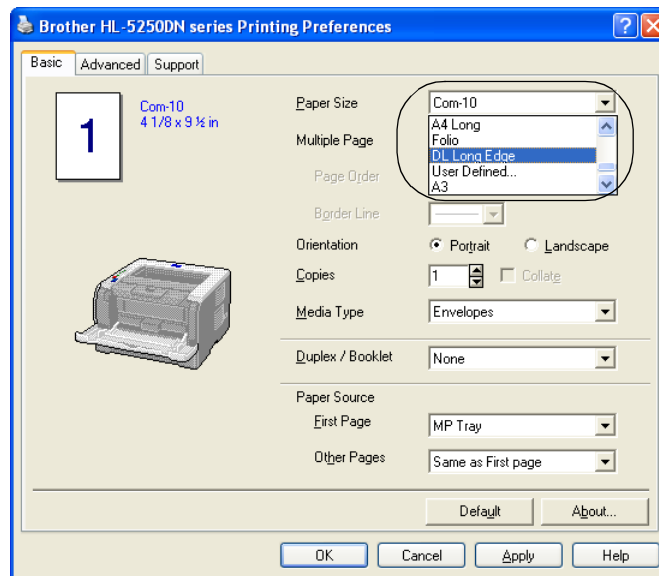 Brother HL-5250DN series Printing Preferences
Basic Advanced Support
1
Com-10
4 1/8 x 9 ½ in
Paper Size Com-10
A4 Long
Folio
DL Long Edge
User Defined...
A3
Multiple Page
Page Order
Border Line
Orientation Portrait Landscape
Copies 1 Collate
Media Type Envelopes
Duplex / Booklet None
Paper Source
First Page MP Tray
Other Pages Same as First page
Default About...
OK Cancel Apply Help